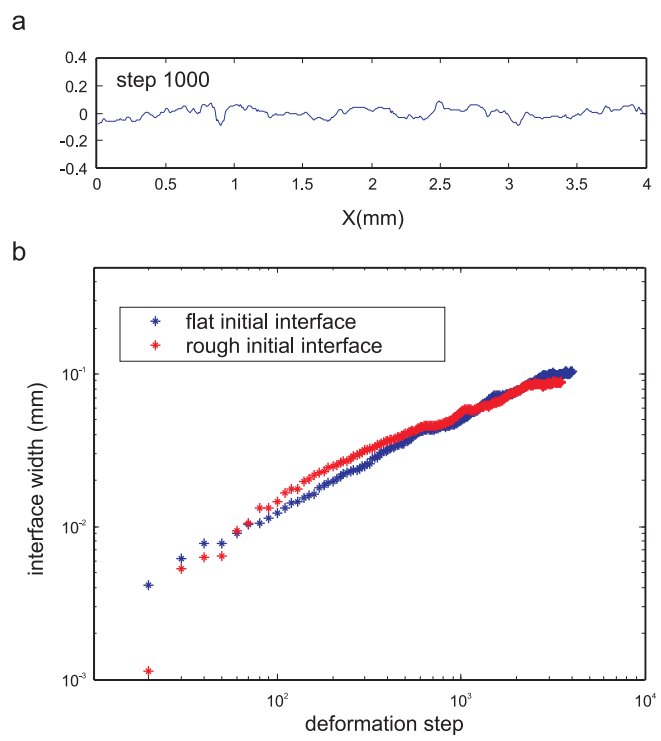 a
0.4
0.2
0
-0.2
-0.4
step 1000
0 0.5 1 1.5 2 2.5 3 3.5 4
X(mm)
b
flat initial interface
rough initial interface
10⁻¹
10⁻²
10⁻³
interface width (mm)
10² 10³ 10⁴
deformation step